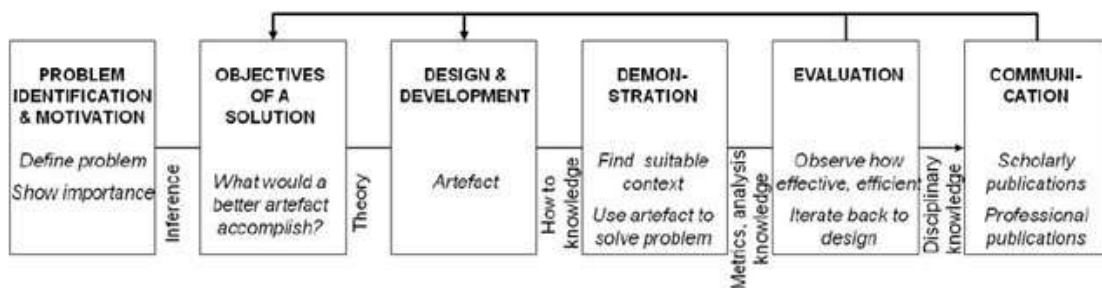 PROBLEM
IDENTIFICATION
& MOTIVATION
Define problem
Show importance
Inference
OBJECTIVES
OF A
SOLUTION
What would a
better artefact
accomplish?
Theory
DESIGN &
DEVELOPMENT
Artefact
How to
knowledge
DEMON-
STRATION
Find suitable
context
Use artefact to
solve problem
Metrics, analysis
knowledge
EVALUATION
Observe how
effective, efficient
Iterate back to
design
Disciplinary
knowledge
COMMUNI-
CATION
Scholarly
publications
Professional
publications